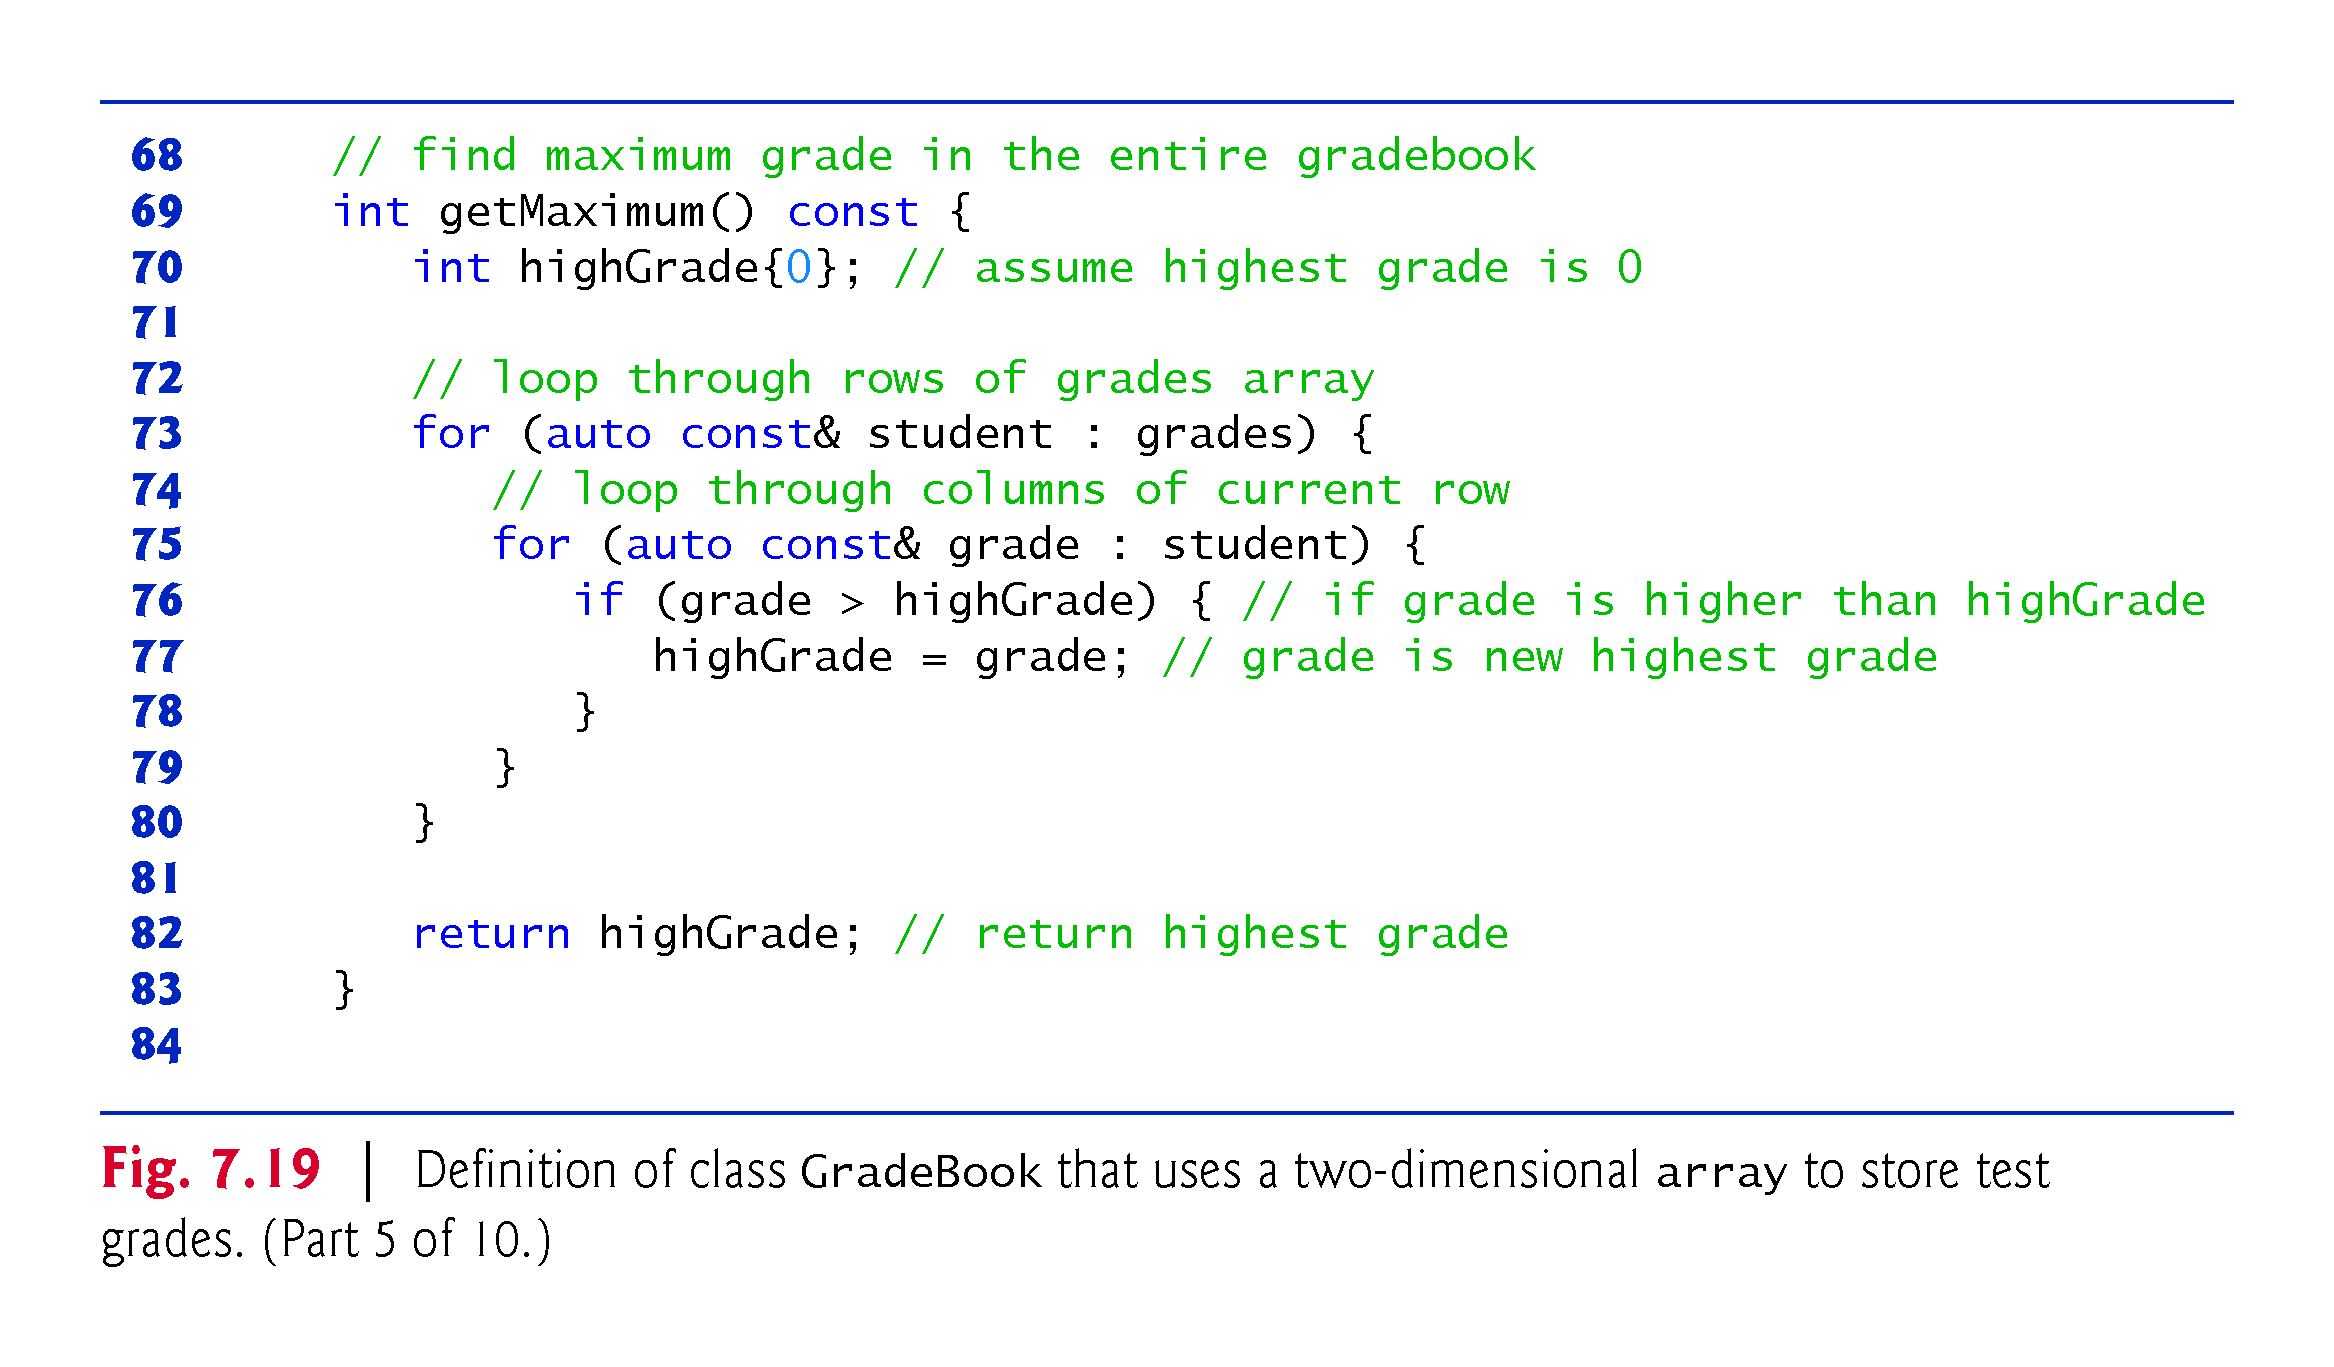 68 // find maximum grade in the entire gradebook
69 int getMaximum() const {
70 int highGrade{0}; // assume highest grade is 0
71
72 // loop through rows of grades array
73 for (auto const& student : grades) {
74 // loop through columns of current row
75 for (auto const& grade : student) {
76 if (grade > highGrade) { // if grade is higher than highGrade
77 highGrade = grade; // grade is new highest grade
78 }
79 }
80 }
81
82 return highGrade; // return highest grade
83 }
84
Fig. 7.19 | Definition of class GradeBook that uses a two-dimensional array to store test
grades. (Part 5 of 10.)